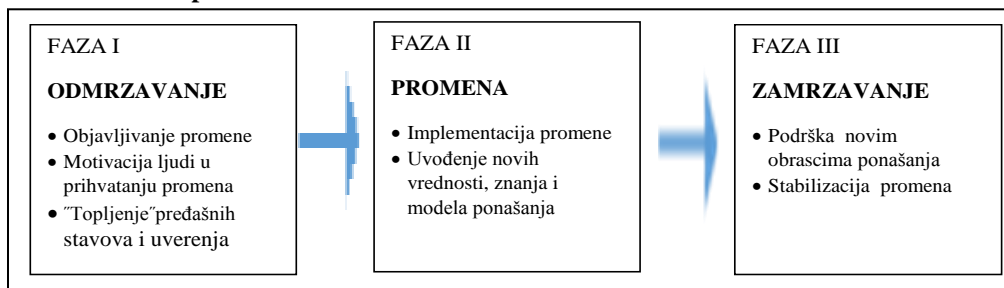 FAZA I
ODMRZAVANJE
• Objavljivanje promene
• Motivacija ljudi u
prihvatanju promena
• ˝Topljenje˝pređašnih
stavova i uverenja
FAZA II
PROMENA
• Implementacija promene
• Uvođenje novih
vrednosti, znanja i
modela ponašanja
FAZA III
ZAMRZAVANJE
• Podrška novim
obrascima ponašanja
• Stabilizacija promena